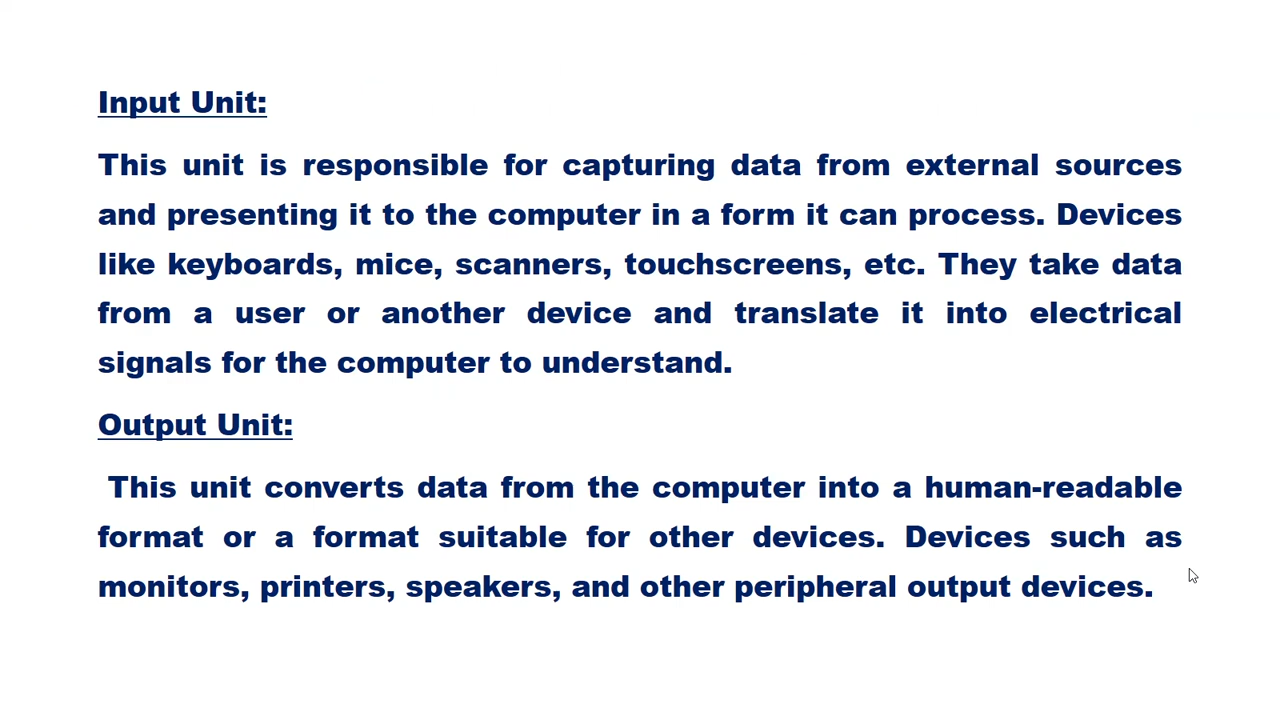 Input Unit:
This unit is responsible for capturing data from external sources
and presenting it to the computer in a form it can process. Devices
like keyboards, mice, scanners, touchscreens, etc. They take data
from a user or another device and translate it into electrical
signals for the computer to understand.
Output Unit:
This unit converts data from the computer into a human-readable
format or a format suitable for other devices. Devices such as
monitors, printers, speakers, and other peripheral output devices.